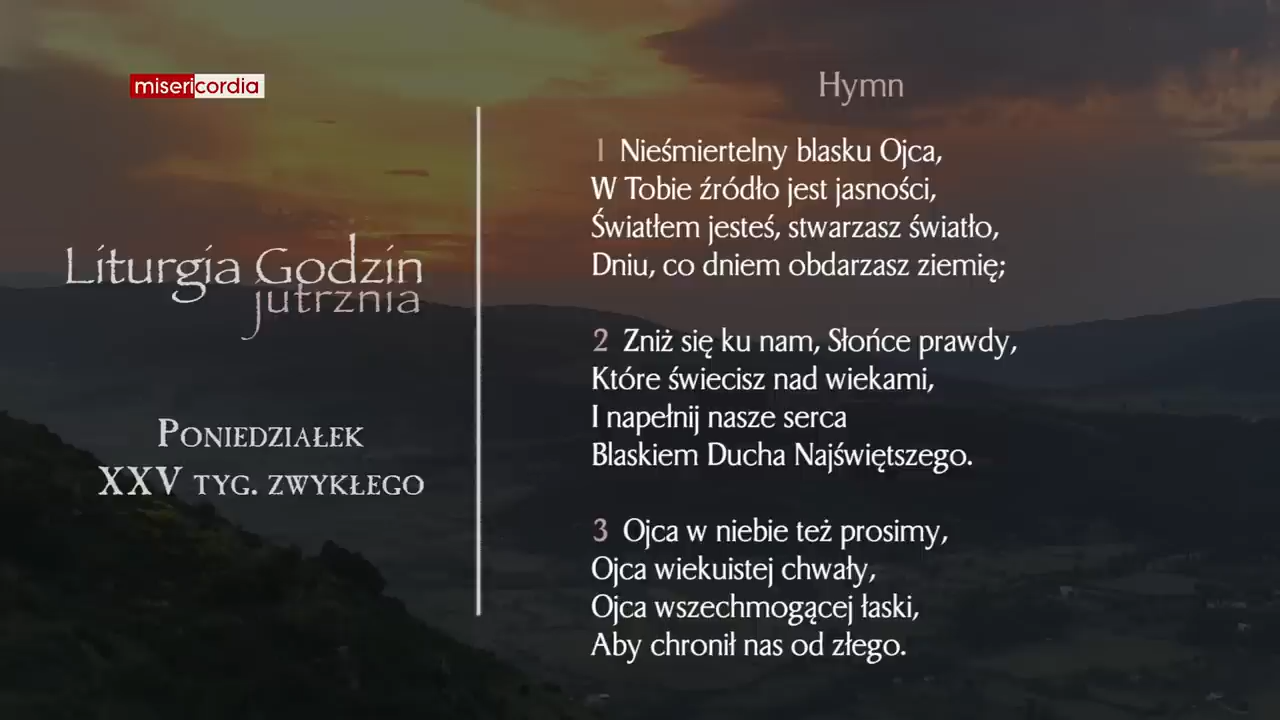 misericordia
Liturgia Godzin
jutrznia
Poniedziałek
XXV tyg. zwykłego
Hymn
1 Nieśmiertelny blasku Ojca,
W Tobie źródło jest jasności,
Światłem jesteś, stwarzasz światło,
Dniu, co dniem obdarzasz ziemię;
2 Zniż się ku nam, Słońce prawdy,
Które świecisz nad wiekami,
I napełnij nasze serca
Blaskiem Ducha Najświętszego.
3 Ojca w niebie też prosimy,
Ojca wiekuistej chwały,
Ojca wszechmogącej łaski,
Aby chronił nas od złego.